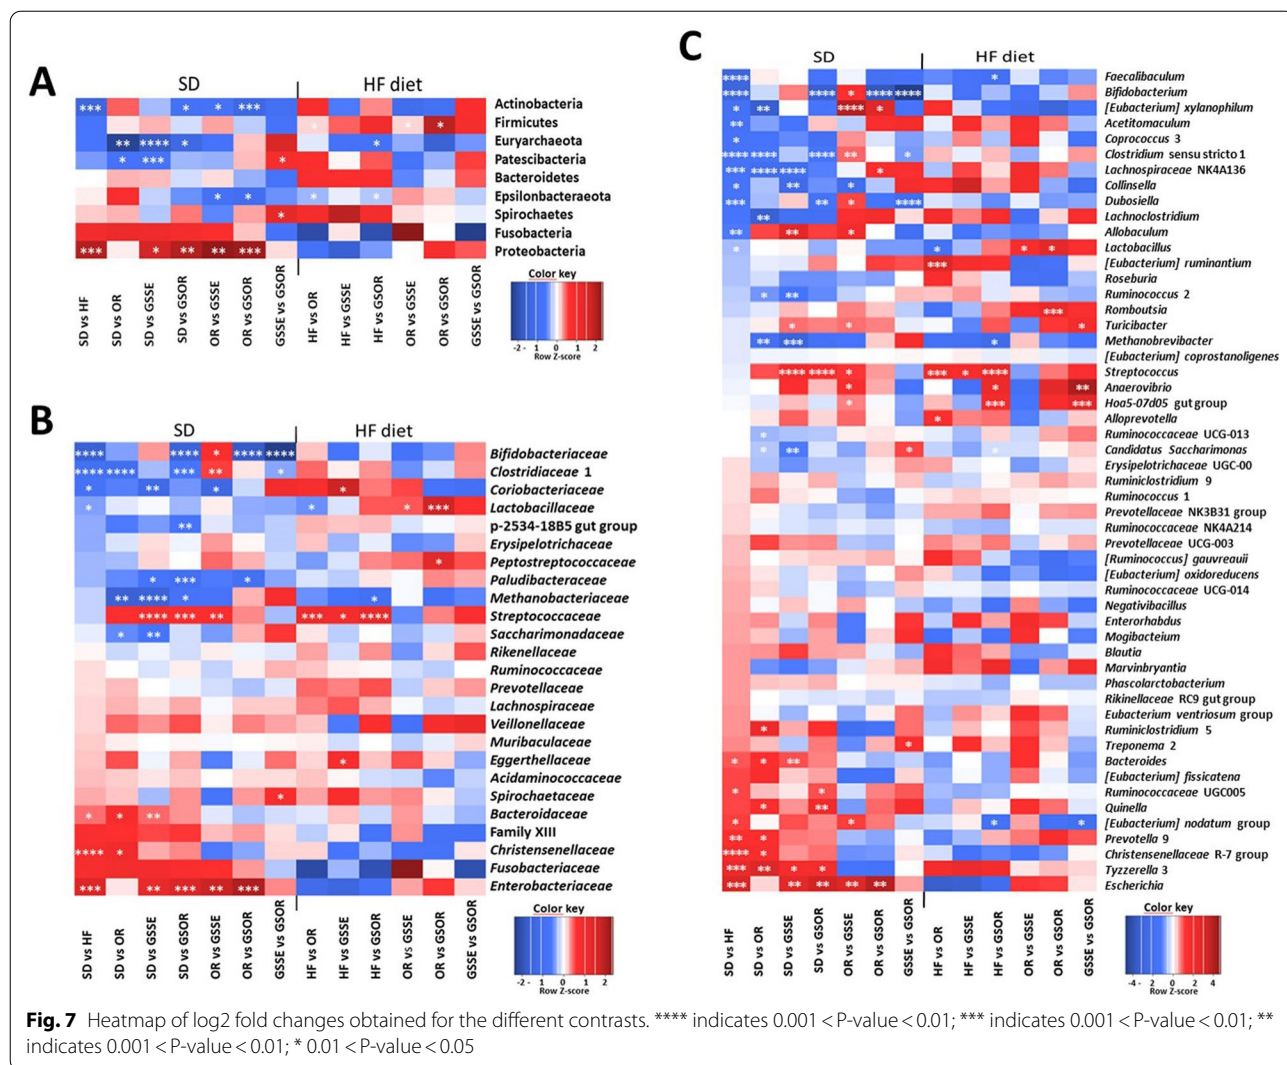 A
SD
HF diet
Actinobacteria
Firmicutes
Euryarchaeota
Patescibacteria
Bacteroidetes
Epsilonbacteraeota
Spirochaetes
Fusobacteria
Proteobacteria
SD vs HF
SD vs OR
SD vs GSSE
SD vs GSOR
OR vs GSSE
OR vs GSOR
GSSE vs GSOR
HF vs OR
HF vs GSSE
HF vs GSOR
OR vs GSSE
OR vs GSOR
GSSE vs GSOR
Color key
-2 - 1 0 1 2
Row Z-score
B
SD
HF diet
Bifidobacteriaceae
Clostridiaceae 1
Coriobacteriaceae
Lactobacillaceae
p-2534-18B5 gut group
Erysipelotrichaceae
Peptostreptococcaceae
Paludibacteraceae
Methanobacteriaceae
Streptococcaceae
Saccharimonadaceae
Rikenellaceae
Ruminococcaceae
Prevotellaceae
Lachnospiraceae
Veillonellaceae
Muribaculaceae
Eggerthellaceae
Acidaminococcaceae
Spirochaetaceae
Bacteroidaceae
Family XIII
Christensenellaceae
Fusobacteriaceae
Enterobacteriaceae
SD vs HF
SD vs OR
SD vs GSSE
SD vs GSOR
OR vs GSSE
OR vs GSOR
GSSE vs GSOR
HF vs OR
HF vs GSSE
HF vs GSOR
OR vs GSSE
OR vs GSOR
GSSE vs GSOR
Color key
-2 - 1 0 1 2
Row Z-score
C
SD
HF diet
Faecalibaculum
Bifidobacterium
[Eubacterium] xylanophilum
Acetitomaculum
Coprococcus 3
Clostridium sensu stricto 1
Lachnospiraceae NK4A136
Collinsella
Dubosiella
Lachnoclostridium
Allobaculum
Lactobacillus
[Eubacterium] ruminantium
Roseburia
Ruminococcus 2
Romboutsia
Turicibacter
Methanobrevibacter
[Eubacterium] coprostanoligenes
Streptococcus
Anaerovibrio
Hoa5-07d05 gut group
Alloprevotella
Ruminococcaceae UCG-013
Candidatus Saccharimonas
Erysipelotrichaceae UGC-00
Ruminiclostridium 9
Ruminococcus 1
Prevotellaceae NK3B31 group
Ruminococcaceae NK4A214
Prevotellaceae UCG-003
[Ruminococcus] gauvreauii
[Eubacterium] oxidoreducens
Ruminococcaceae UCG-014
Negativibacillus
Enterorhabdus
Mogibacteium
Blautia
Marvinbryantia
Phascolarctobacterium
Rikinellaceae RC9 gut group
Eubacterium ventriosum group
Ruminiclostridium 5
Treponema 2
Bacteroides
[Eubacterium] fissicatena
Ruminococcaceae UGC005
Quinella
[Eubacterium] nodatum group
Prevotella 9
Christensenellaceae R-7 group
Tyzzerella 3
Escherichia
SD vs HF
SD vs OR
SD vs GSSE
SD vs GSOR
OR vs GSSE
OR vs GSOR
GSSE vs GSOR
HF vs OR
HF vs GSSE
HF vs GSOR
OR vs GSSE
OR vs GSOR
GSSE vs GSOR
Color key
-4 -2 0 2 4
Row Z-score
Fig. 7 Heatmap of log2 fold changes obtained for the different contrasts. **** indicates 0.001 < P-value < 0.01; *** indicates 0.001 < P-value < 0.01; **
indicates 0.001 < P-value < 0.01; * 0.01 < P-value < 0.05